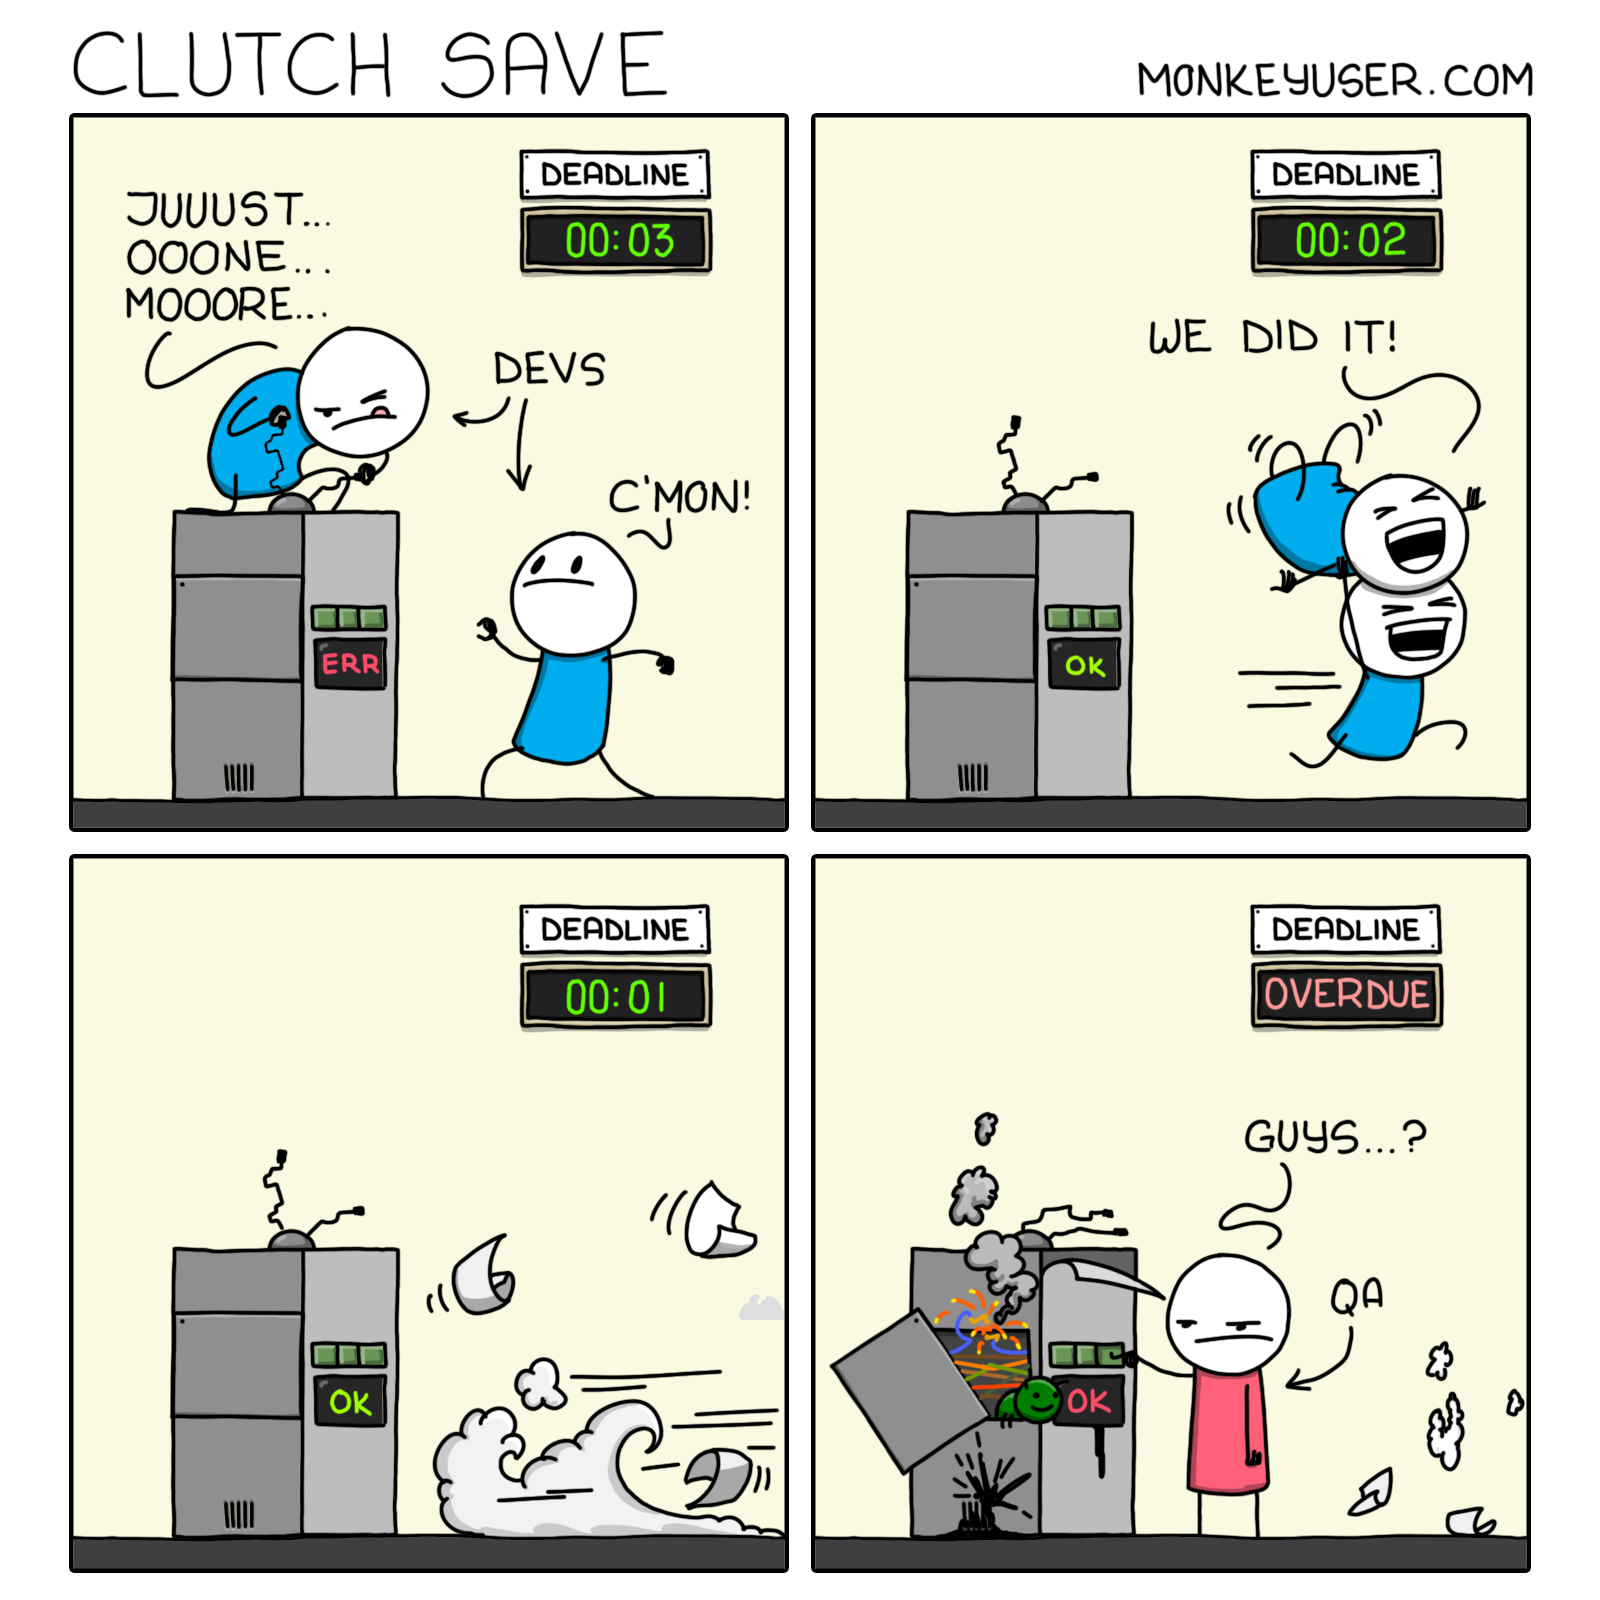 CLUTCH SAVE
MONKEYUSER.COM
DEADLINE
00:03
JUUUST...
OOONE...
MOOORE...
DEVS
C'MON!
ERR
DEADLINE
00:02
WE DID IT!
OK
DEADLINE
00:01
OK
DEADLINE
OVERDUE
GUYS...?
QA
OK